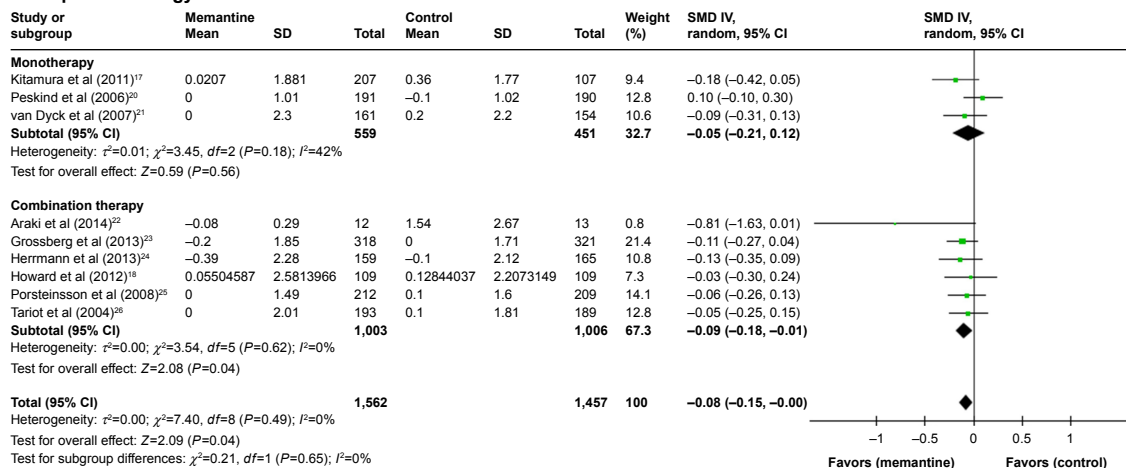 Study or subgroup Memantine Control Weight (%) SMD IV, random, 95% CI SMD IV, random, 95% CI
Mean SD Total Mean SD Total
Monotherapy
Kitamura et al (2011)¹⁷ 0.0207 1.881 207 0.36 1.77 107 9.4 −0.18 (−0.42, 0.05)
Peskind et al (2006)²⁰ 0 1.01 191 −0.1 1.02 190 12.8 0.10 (−0.10, 0.30)
van Dyck et al (2007)²¹ 0 2.3 161 0.2 2.2 154 10.6 −0.09 (−0.31, 0.13)
Subtotal (95% CI) 559 451 32.7 −0.05 (−0.21, 0.12)
Heterogeneity: τ²=0.01; χ²=3.45, df=2 (P=0.18); I²=42%
Test for overall effect: Z=0.59 (P=0.56)
Combination therapy
Araki et al (2014)²² −0.08 0.29 12 1.54 2.67 13 0.8 −0.81 (−1.63, 0.01)
Grossberg et al (2013)²³ −0.2 1.85 318 0 1.71 321 21.4 −0.11 (−0.27, 0.04)
Herrmann et al (2013)²⁴ −0.39 2.28 159 −0.1 2.12 165 10.8 −0.13 (−0.35, 0.09)
Howard et al (2012)¹⁸ 0.05504587 2.5813966 109 0.12844037 2.2073149 109 7.3 −0.03 (−0.30, 0.24)
Porsteinsson et al (2008)²⁵ 0 1.49 212 0.1 1.6 209 14.1 −0.06 (−0.26, 0.13)
Tariot et al (2004)²⁶ 0 2.01 193 0.1 1.81 189 12.8 −0.05 (−0.25, 0.15)
Subtotal (95% CI) 1,003 1,006 67.3 −0.09 (−0.18, −0.01)
Heterogeneity: τ²=0.00; χ²=3.54, df=5 (P=0.62); I²=0%
Test for overall effect: Z=2.08 (P=0.04)
Total (95% CI) 1,562 1,457 100 −0.08 (−0.15, −0.00)
Heterogeneity: τ²=0.00; χ²=7.40, df=8 (P=0.49); I²=0%
Test for overall effect: Z=2.09 (P=0.04)
Test for subgroup differences: χ²=0.21, df=1 (P=0.65); I²=0%
−1 −0.5 0 0.5 1
Favors (memantine) Favors (control)